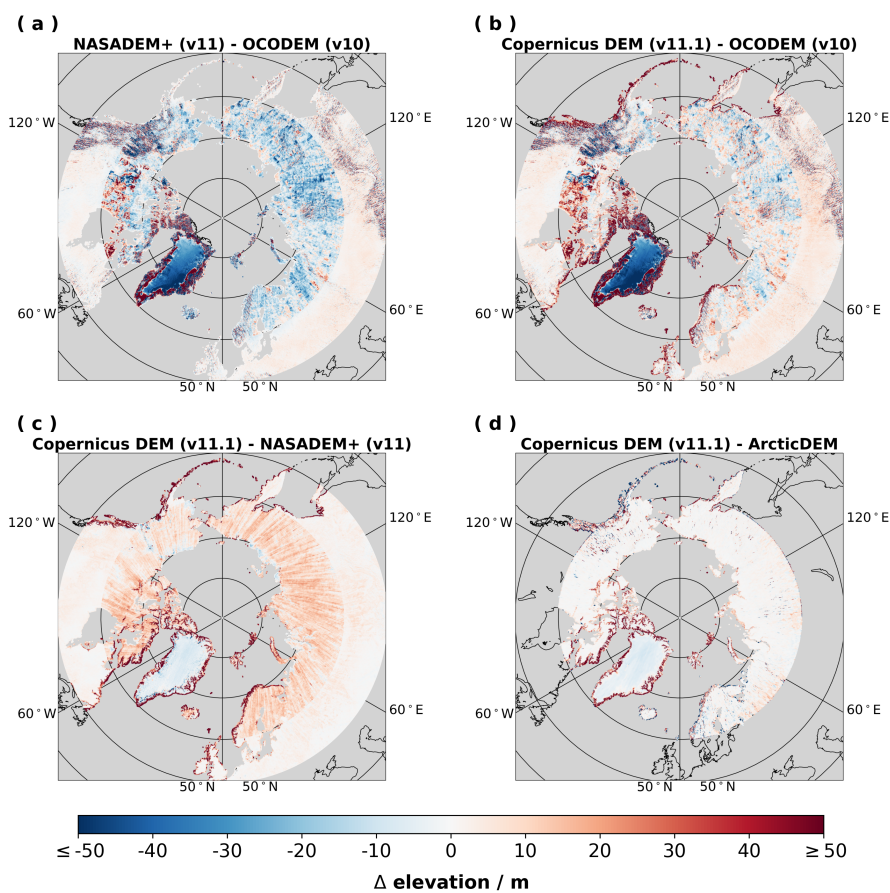 ( a )
NASADEM+ (v11) - OCODEM (v10)
120°W
120°E
60°W
60°E
50°N 50°N
( b )
Copernicus DEM (v11.1) - OCODEM (v10)
120°W
120°E
60°W
60°E
50°N 50°N
( c )
Copernicus DEM (v11.1) - NASADEM+ (v11)
120°W
120°E
60°W
60°E
50°N 50°N
( d )
Copernicus DEM (v11.1) - ArcticDEM
120°W
120°E
60°W
60°E
50°N 50°N
≤ -50 -40 -30 -20 -10 0 10 20 30 40 ≥ 50
Δ elevation / m